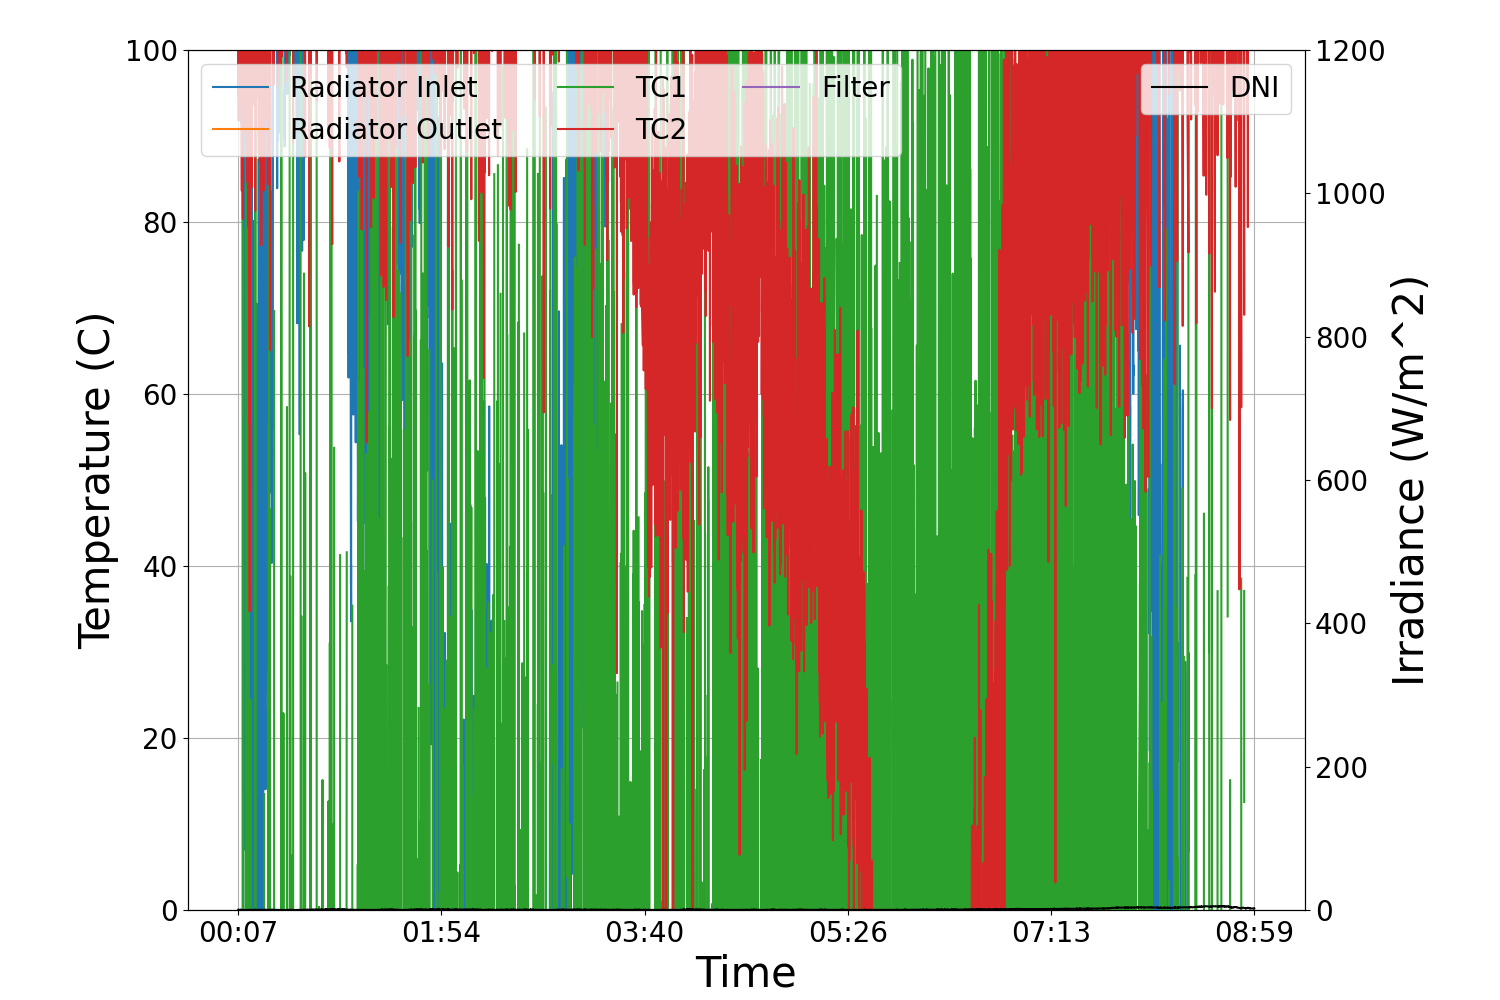 100
80
60
40
20
0
Temperature (C)
Radiator Inlet
Radiator Outlet
TC1
TC2
Filter
DNI
1200
1000
800
600
400
200
0
Irradiance (W/m^2)
00:07
01:54
03:40
05:26
07:13
08:59
Time